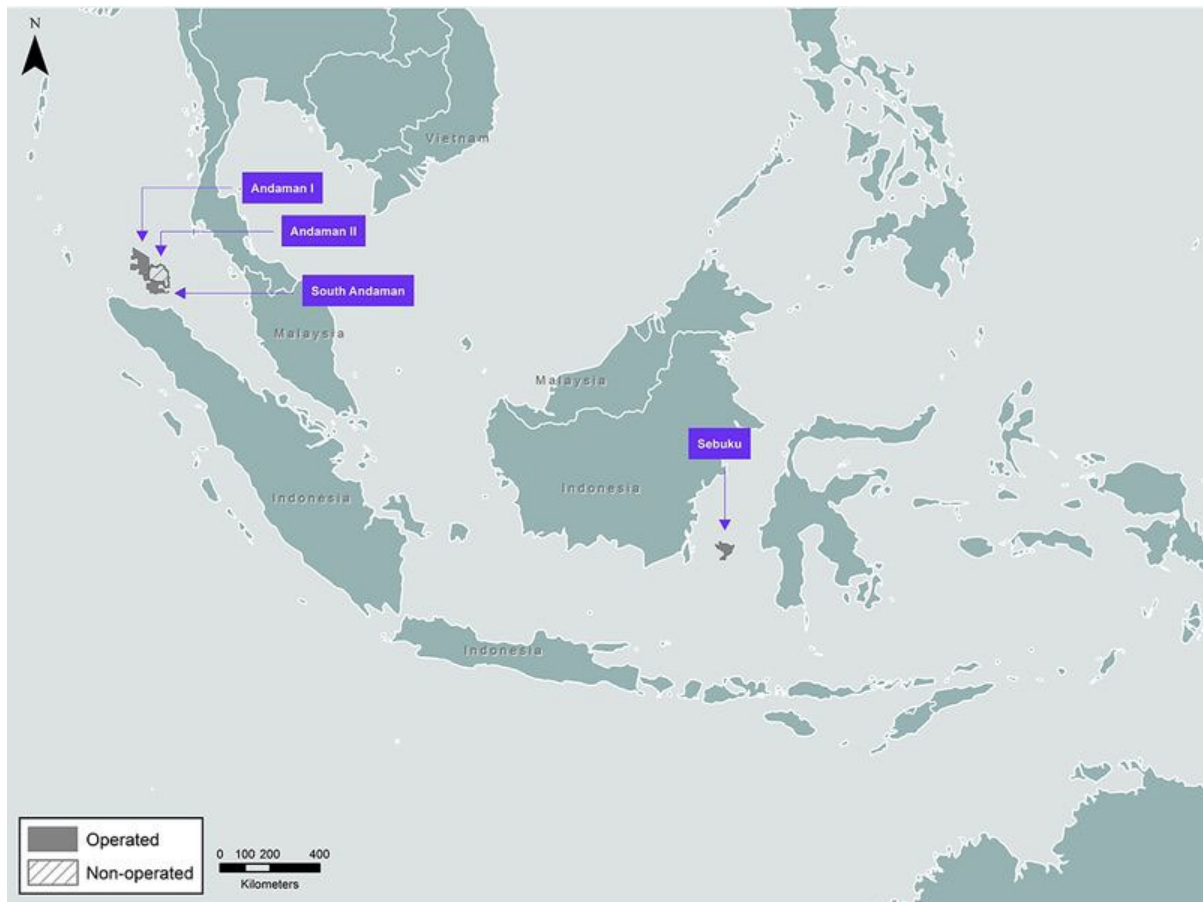 N
Vietnam
Andaman I
Andaman II
South Andaman
Malaysia
Malaysia
Sebuku
Indonesia
Indonesia
Indonesia
Operated
Non-operated
0 100 200 400
Kilometers